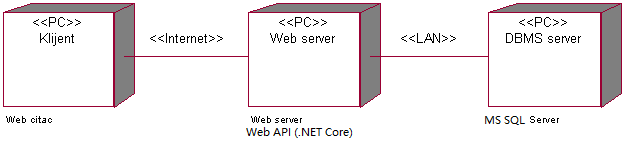 <<PC>>
Klijent
<<Internet>>
<<PC>>
Web server
<<LAN>>
<<PC>>
DBMS server
Web citac
Web server
Web API (.NET Core)
MS SQL Server